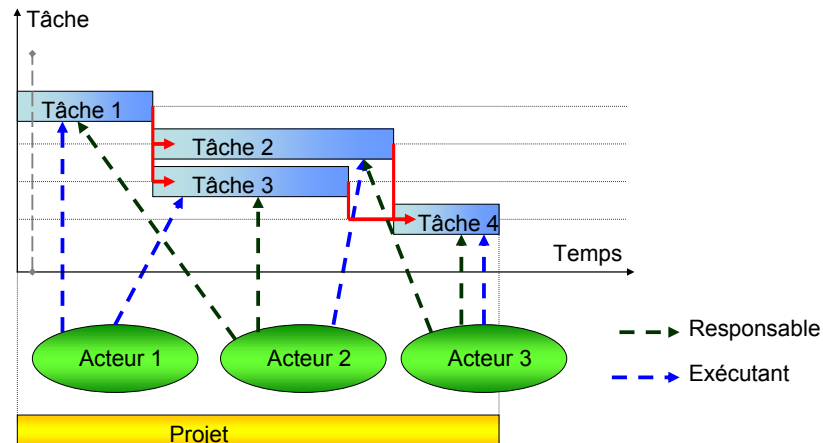 Tâche
Tâche 1
Tâche 2
Tâche 3
Tâche 4
Temps
Responsable
Acteur 1
Acteur 2
Acteur 3
Exécutant
Projet